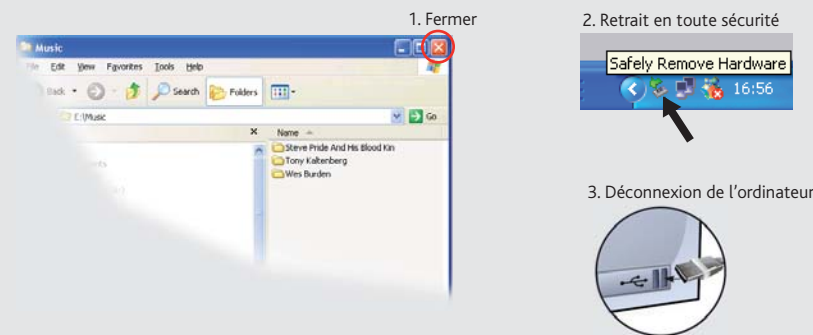 1. Fermer
Music
File Edit View Favorites Tools Help
Back Search Folders
E:\Music Go
x Name
Steve Pride And His Blood Kin
Tony Kaltenberg
Wes Burden
2. Retrait en toute sécurité
Safely Remove Hardware
16:56
3. Déconnexion de l’ordinateur